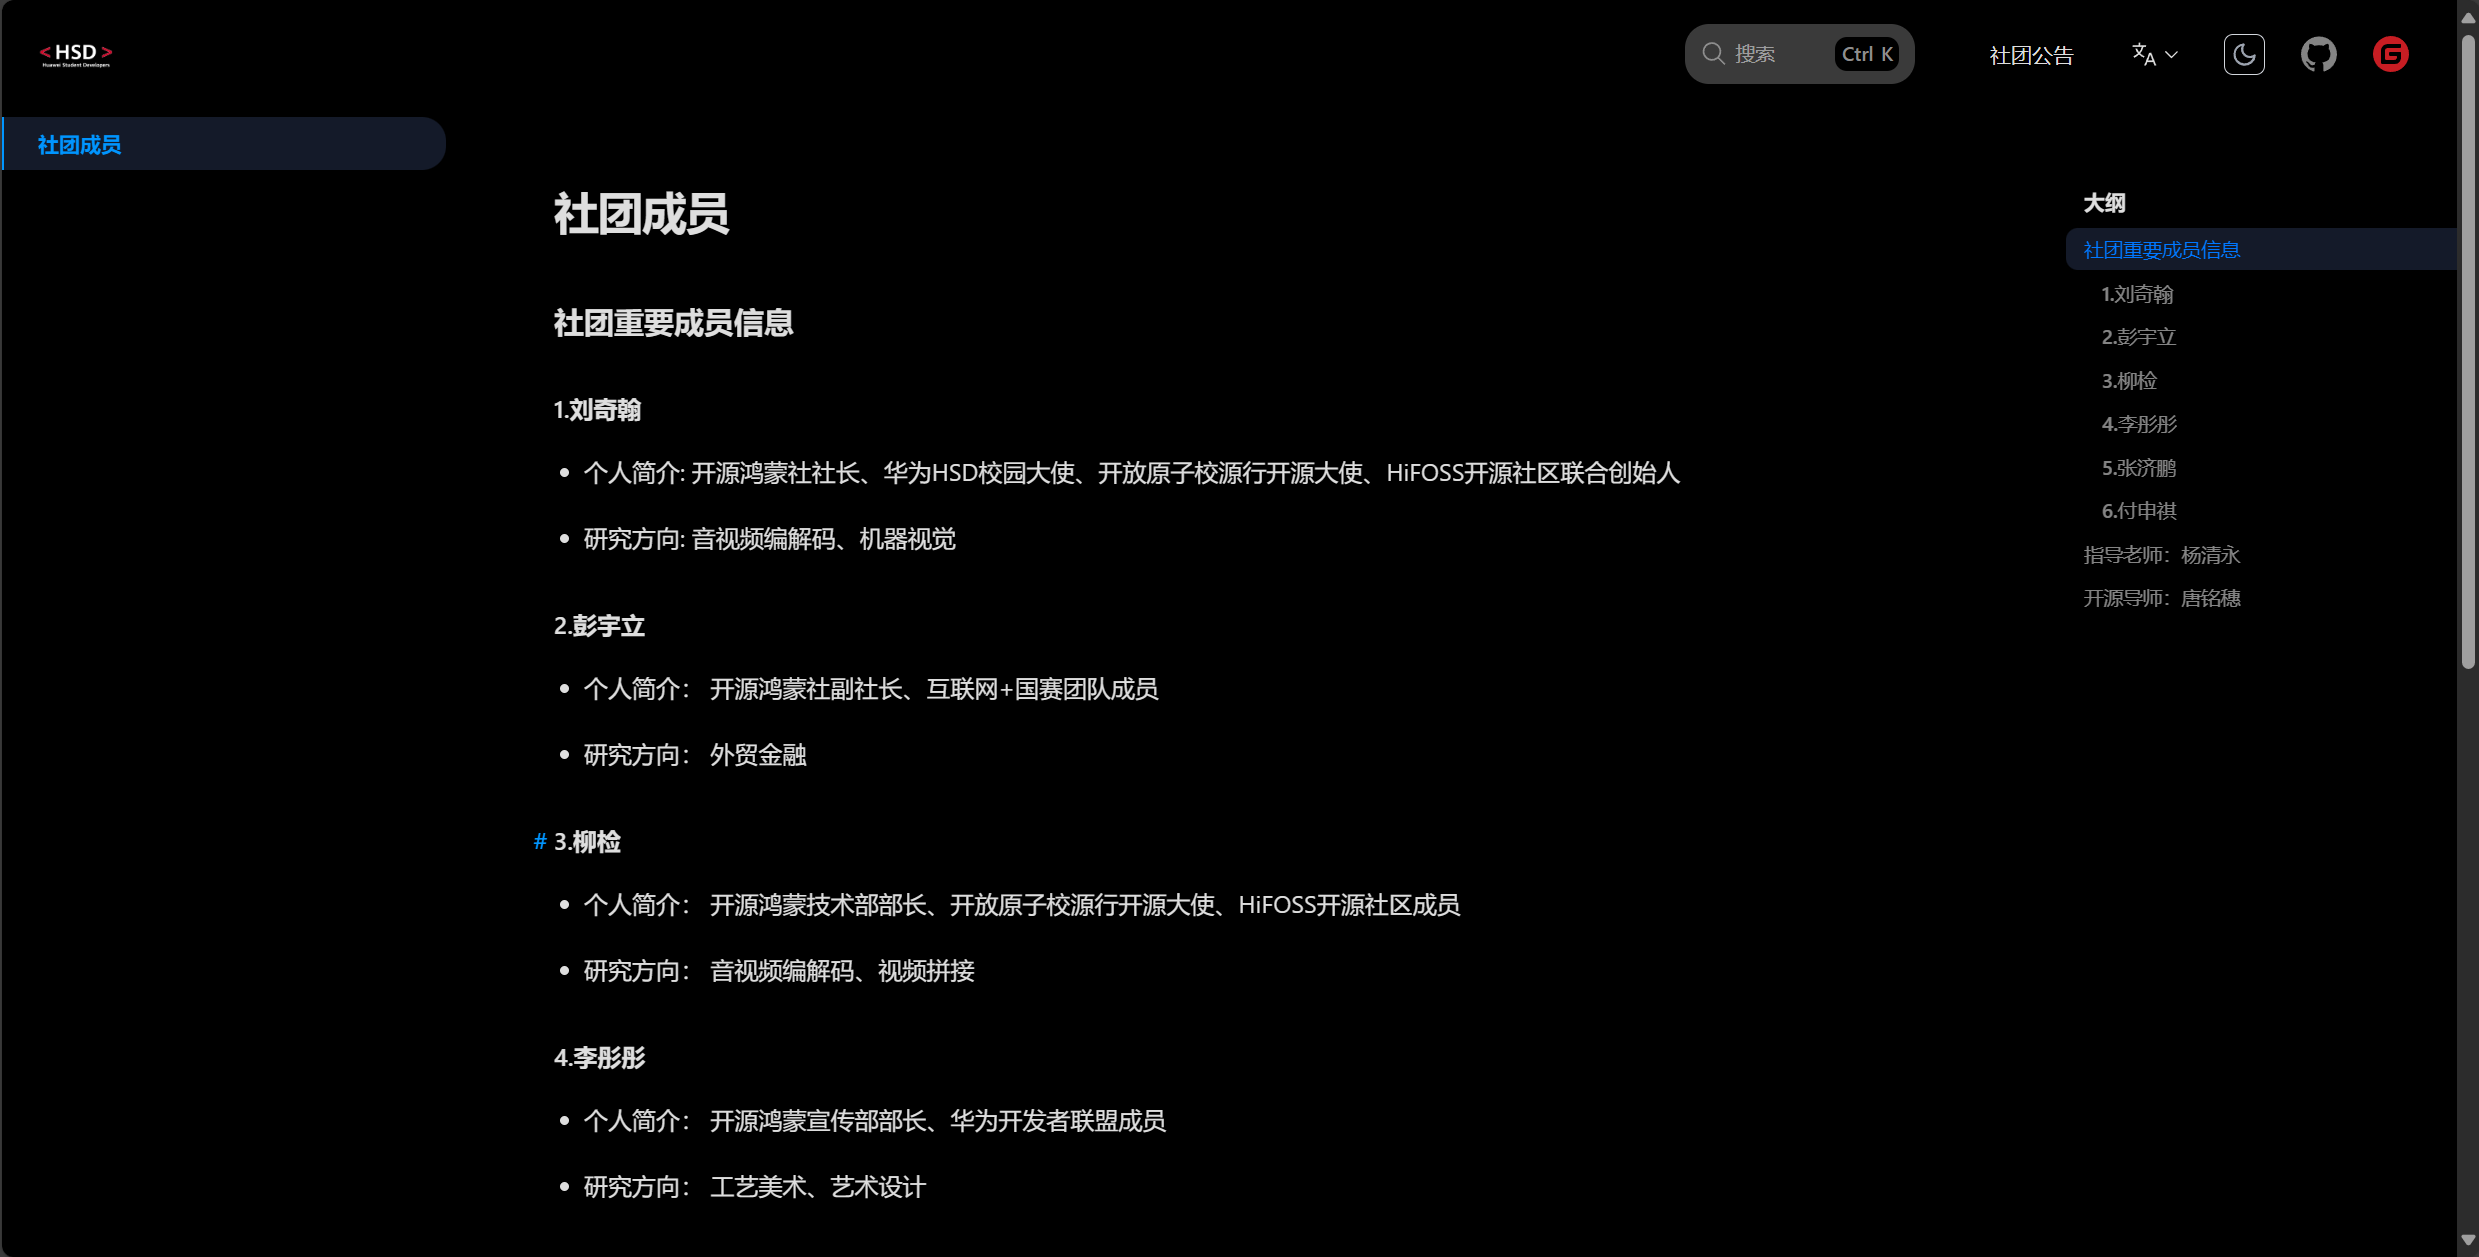 <HSD>
Huawei Student Developers
搜索
Ctrl K
社团公告
社团成员
社团成员
社团重要成员信息
1.刘奇翰
• 个人简介: 开源鸿蒙社社长、华为HSD校园大使、开放原子校源行开源大使、HiFOSS开源社区联合创始人
• 研究方向: 音视频编解码、机器视觉
2.彭宇立
• 个人简介： 开源鸿蒙社副社长、互联网+国赛团队成员
• 研究方向： 外贸金融
# 3.柳检
• 个人简介： 开源鸿蒙技术部部长、开放原子校源行开源大使、HiFOSS开源社区成员
• 研究方向： 音视频编解码、视频拼接
4.李彤彤
• 个人简介： 开源鸿蒙宣传部部长、华为开发者联盟成员
• 研究方向： 工艺美术、艺术设计
大纲
社团重要成员信息
1.刘奇翰
2.彭宇立
3.柳检
4.李彤彤
5.张济鹏
6.付申祺
指导老师：杨清永
开源导师：唐铭穗